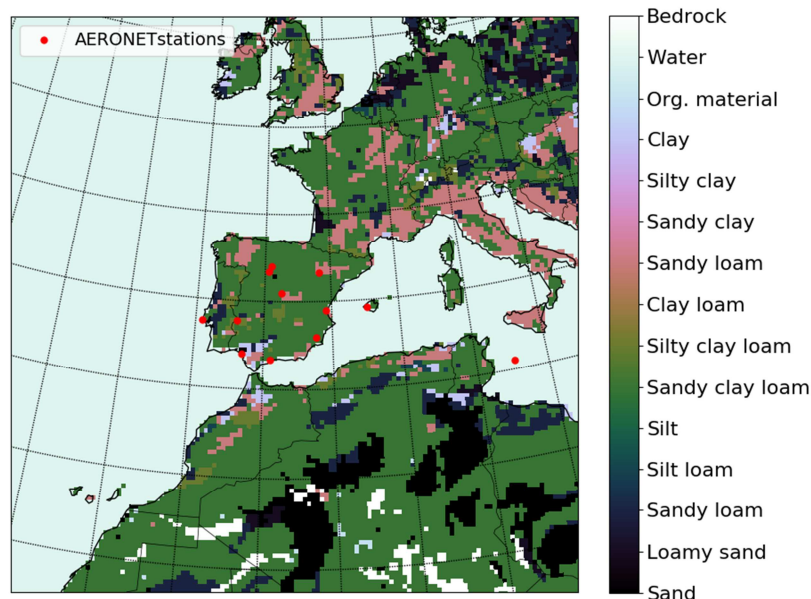 AERONETstations
Bedrock
Water
Org. material
Clay
Silty clay
Sandy clay
Sandy loam
Clay loam
Silty clay loam
Sandy clay loam
Silt
Silt loam
Sandy loam
Loamy sand
Sand